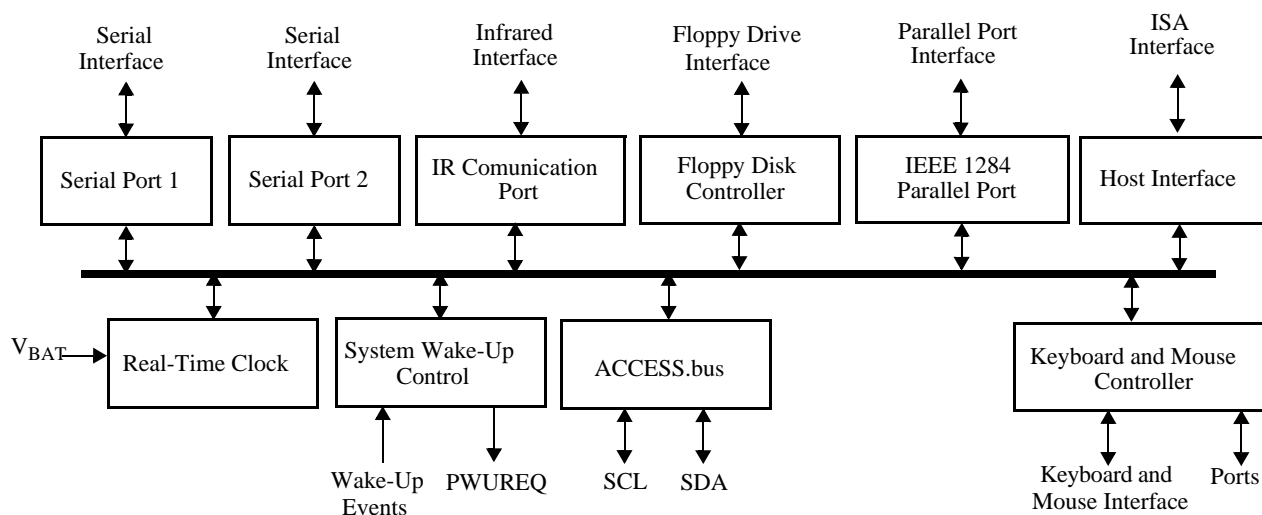 Serial
Interface
Serial
Interface
Infrared
Interface
Floppy Drive
Interface
Parallel Port
Interface
ISA
Interface
Serial Port 1
Serial Port 2
IR Comunication
Port
Floppy Disk
Controller
IEEE 1284
Parallel Port
Host Interface
VBAT
Real-Time Clock
System Wake-Up
Control
ACCESS.bus
Keyboard and Mouse
Controller
Wake-Up
Events
PWUREQ
SCL
SDA
Keyboard and
Mouse Interface
Ports